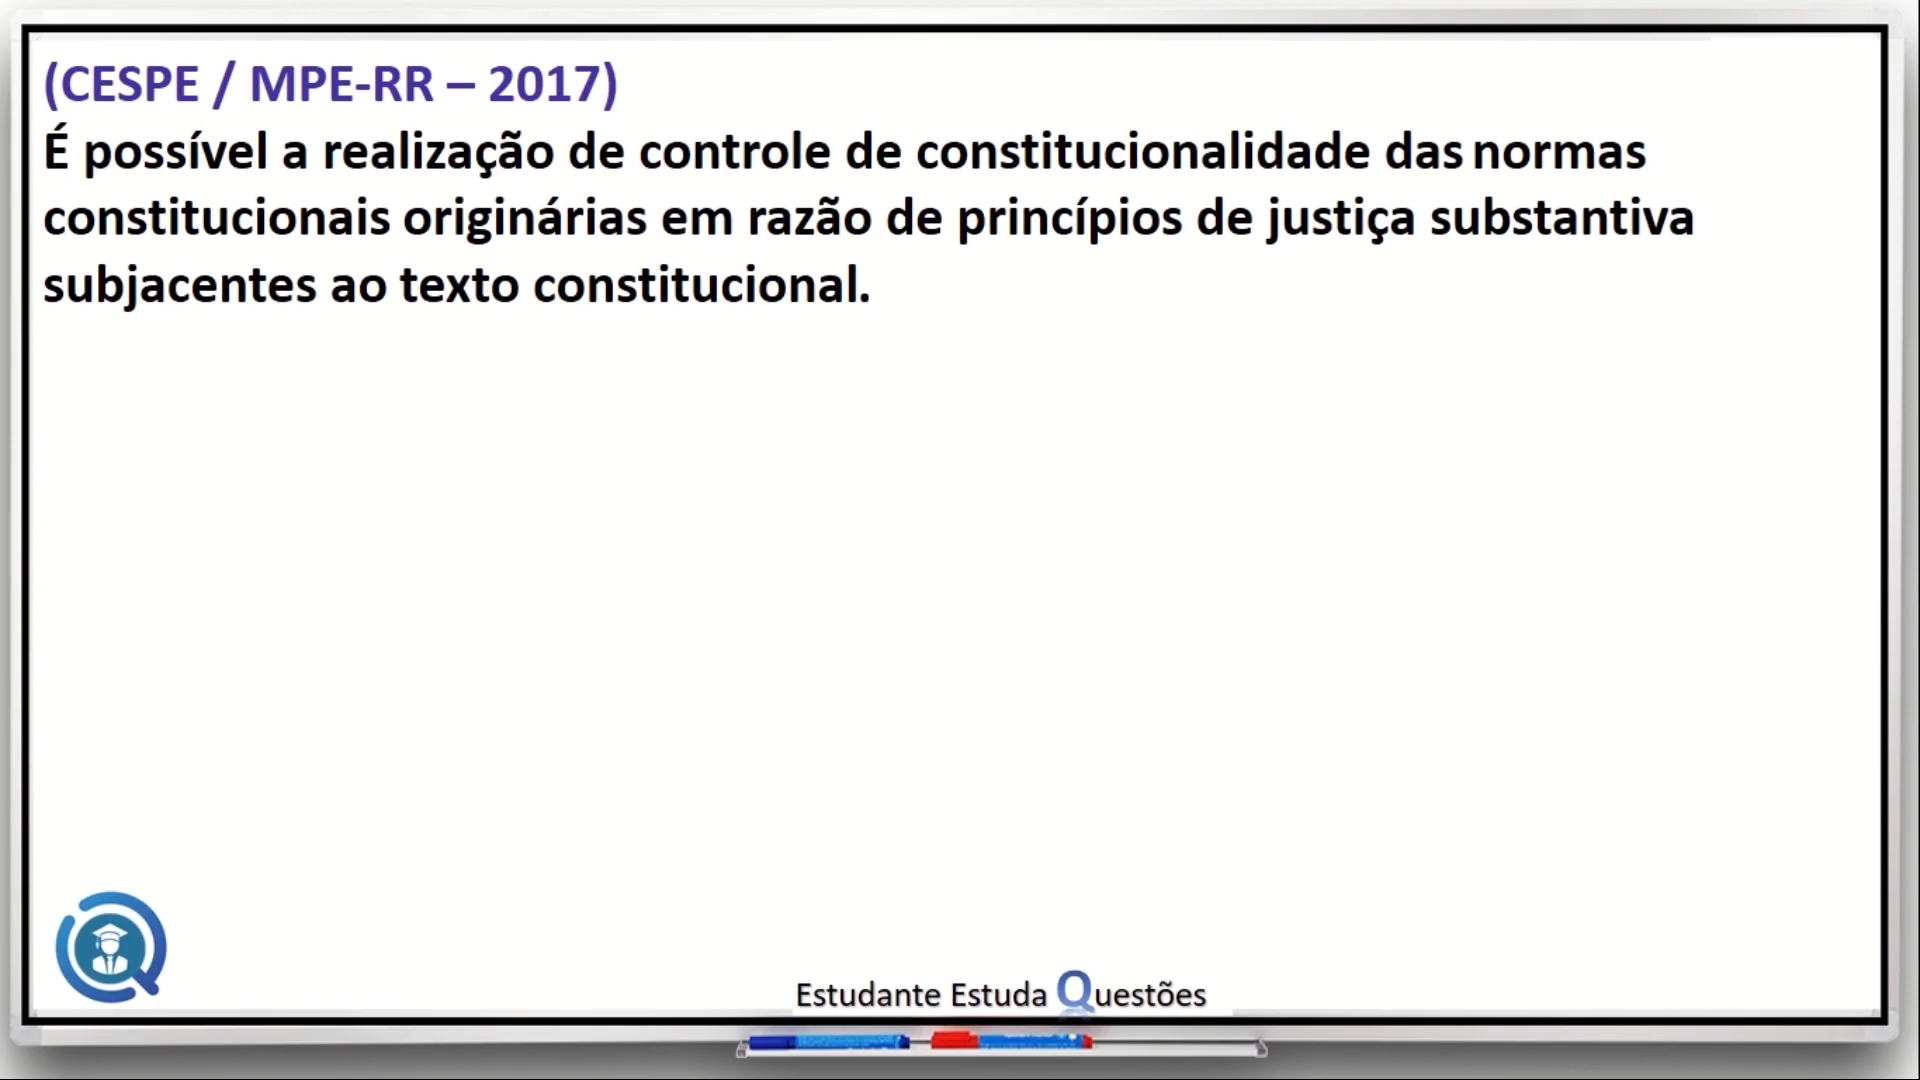 (CESPE / MPE-RR – 2017)
É possível a realização de controle de constitucionalidade das normas
constitucionais originárias em razão de princípios de justiça substantiva
subjacentes ao texto constitucional.
Estudante Estuda Questões